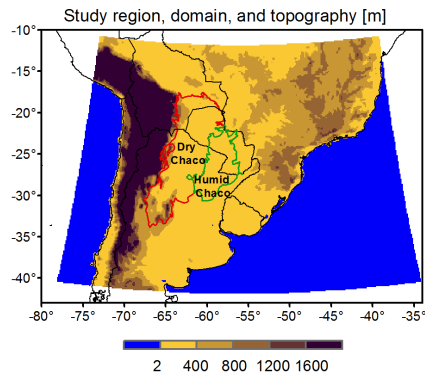 Study region, domain, and topography [m]
-10°
-15°
-20°
-25°
-30°
-35°
-40°
Dry
Chaco
Humid
Chaco
-80° -75° -70° -65° -60° -55° -50° -45° -40° -35°
2 400 800 1200 1600